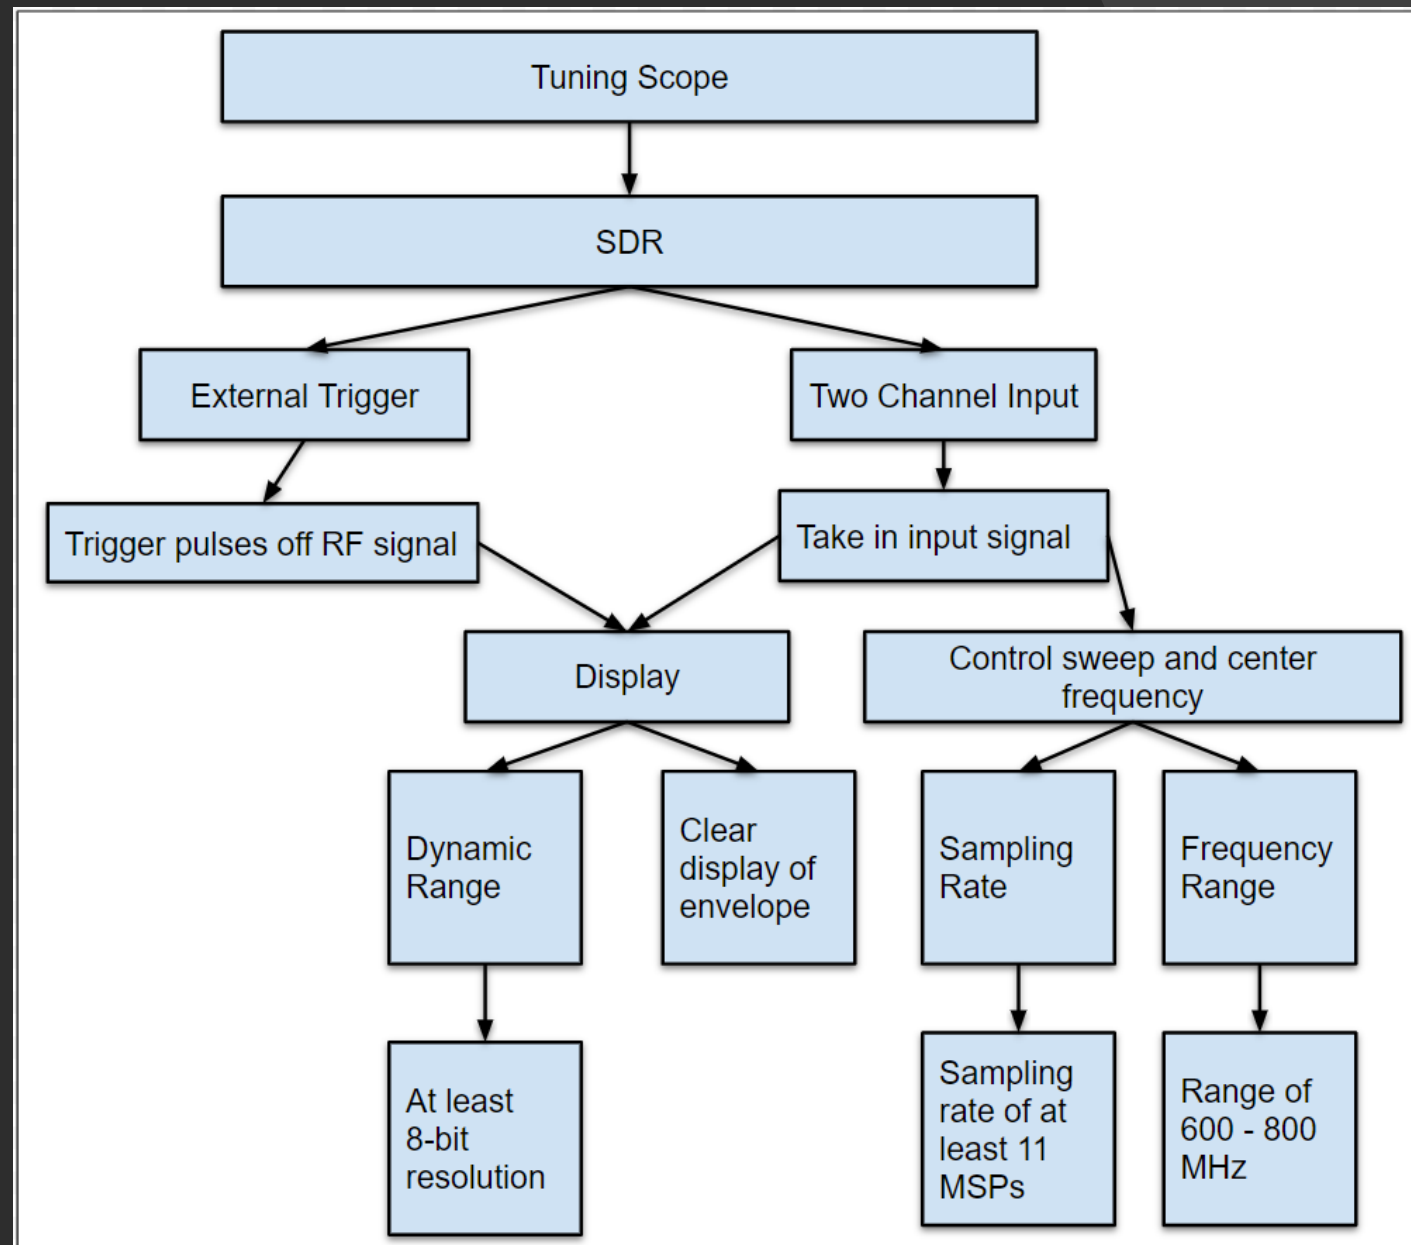 Tuning Scope
SDR
External Trigger
Two Channel Input
Trigger pulses off RF signal
Take in input signal
Display
Control sweep and center
frequency
Dynamic
Range
Clear
display of
envelope
Sampling
Rate
Frequency
Range
At least
8-bit
resolution
Sampling
rate of at
least 11
MSPs
Range of
600 - 800
MHz